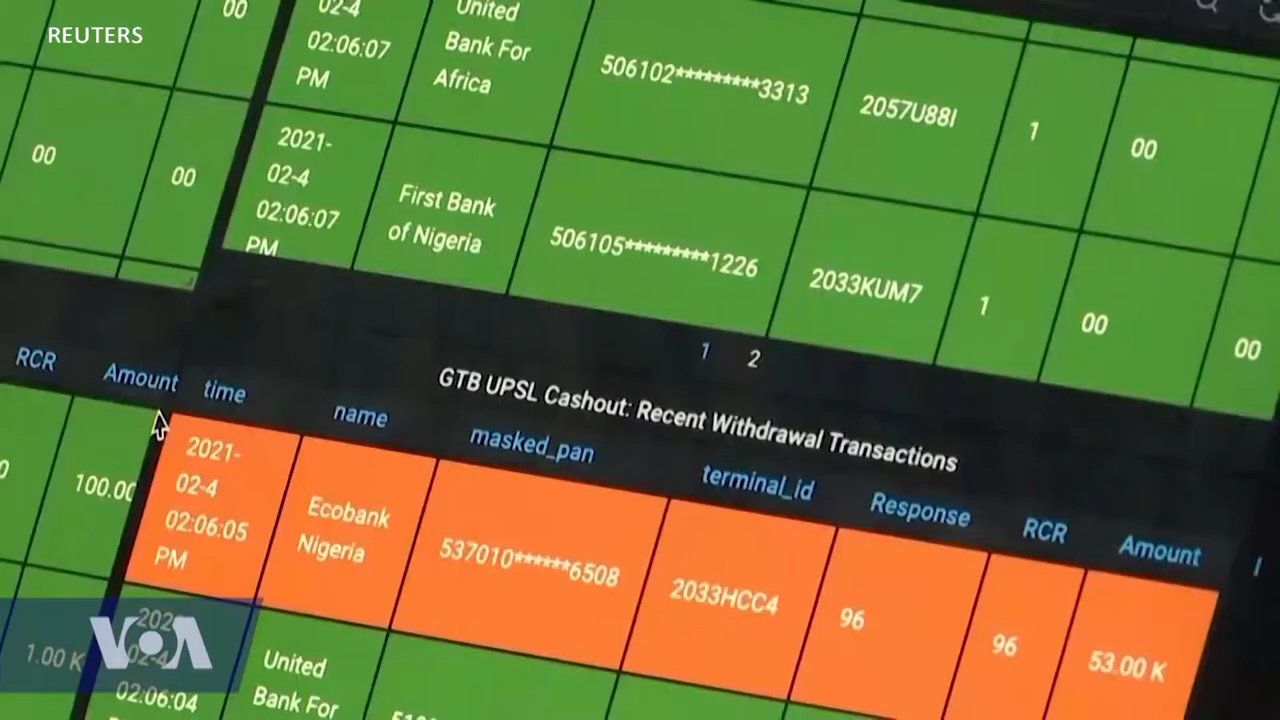 REUTERS
00
02-4
02:06:07
PM
United
Bank For
Africa
506102*********3313
2057U88I
1
00
00
00
2021-
02-4
02:06:07
PM
First Bank
of Nigeria
506105*********1226
2033KUM7
1
00
00
1 2
GTB UPSL Cashout: Recent Withdrawal Transactions
RCR Amount
time name masked_pan terminal_id Response RCR Amount
100.00
2021-
02-4
02:06:05
PM
Ecobank
Nigeria
537010******6508
2033HCC4
96
96
53.00 K
1.00 K
02-4
02:06:04
United
Bank For
VOA